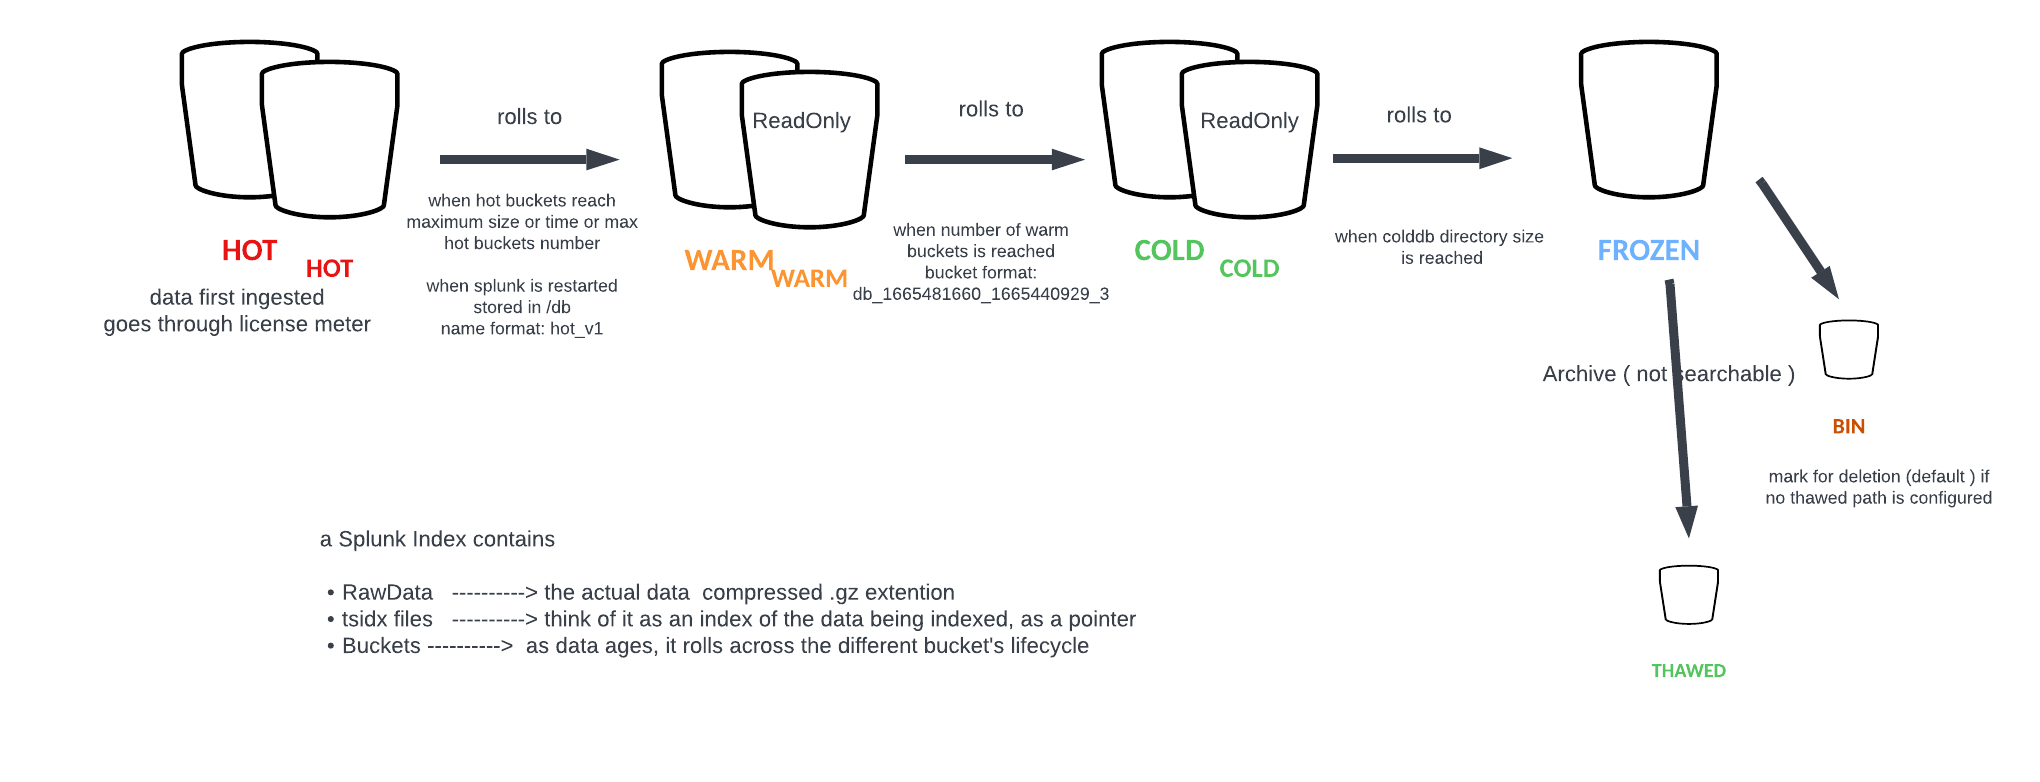 rolls to
rolls to
rolls to
ReadOnly
ReadOnly
HOT
HOT
data first ingested
goes through license meter
when hot buckets reach
maximum size or time or max
hot buckets number
when splunk is restarted
stored in /db
name format: hot_v1
WARM
WARM
when number of warm
buckets is reached
bucket format:
db_1665481660_1665440929_3
COLD
COLD
when colddb directory size
is reached
FROZEN
Archive ( not searchable )
BIN
mark for deletion (default ) if
no thawed path is configured
THAWED
a Splunk Index contains
• RawData ----------> the actual data compressed .gz extention
• tsidx files ----------> think of it as an index of the data being indexed, as a pointer
• Buckets ----------> as data ages, it rolls across the different bucket's lifecycle